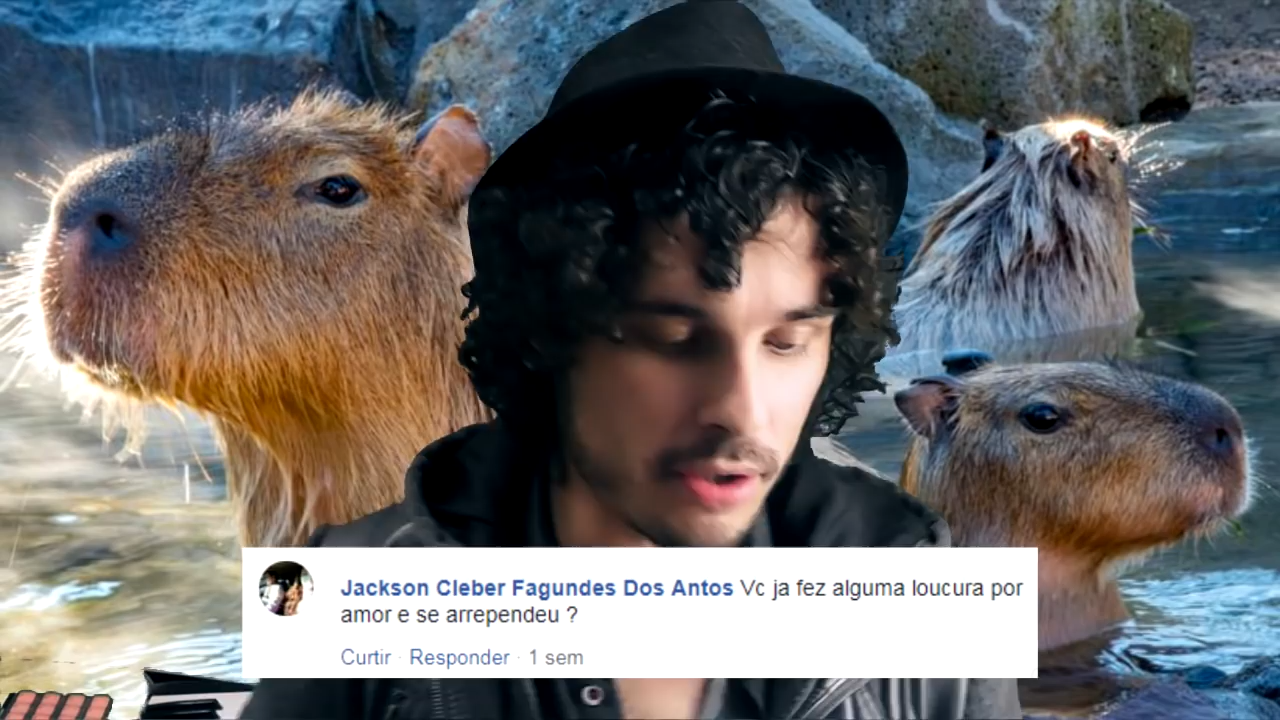 Jackson Cleber Fagundes Dos Antos Vc ja fez alguma loucura por
amor e se arrependeu ?
Curtir · Responder · 1 sem